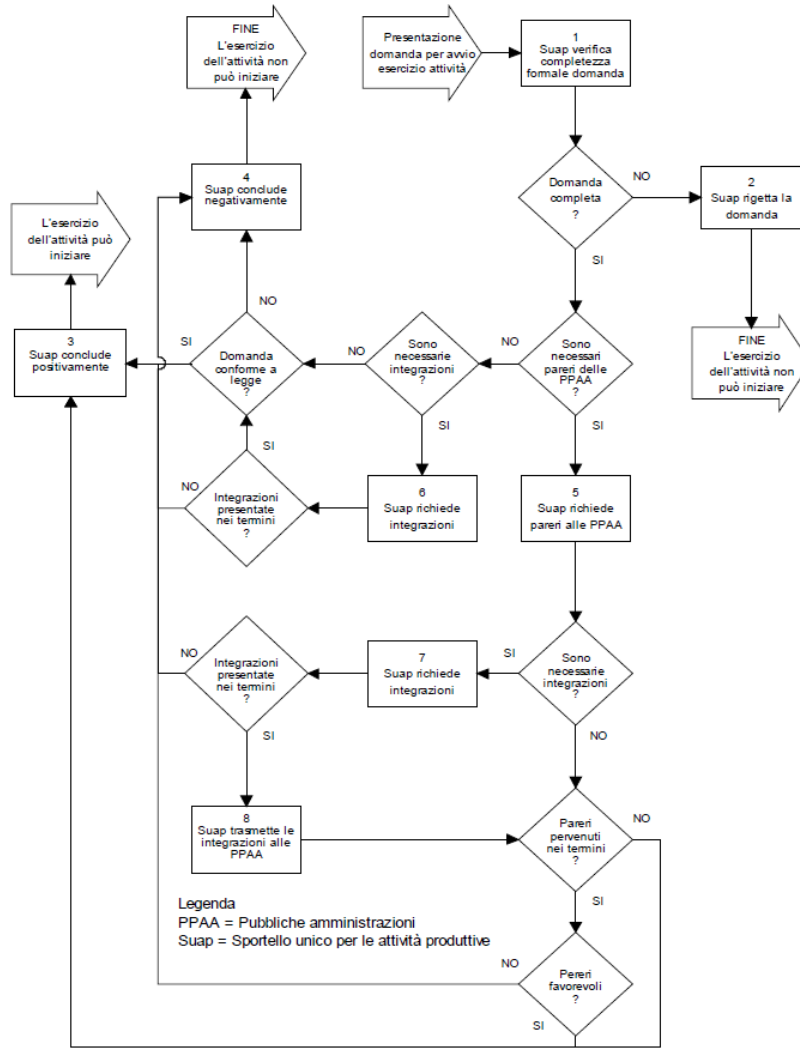 FINE
L'esercizio
dell'attività non
può iniziare
Presentazione
domanda per avvio
esercizio attività
1
Suap verifica
completezza
formale domanda
4
Suap conclude
negativamente
Domanda
completa
?
NO
2
Suap rigetta la
domanda
L'esercizio
dell'attività può
iniziare
SI
NO
3
Suap conclude
positivamente
SI
Domanda
conforme a
legge
?
NO
Sono
necessarie
integrazioni
?
NO
Sono
necessari
pareri delle
PPAA
?
FINE
L'esercizio
dell'attività non
può iniziare
SI
SI
SI
NO
Integrazioni
presentate
nei termini
?
6
Suap richiede
integrazioni
5
Suap richiede
pareri alle PPAA
NO
Integrazioni
presentate
nei termini
?
7
Suap richiede
integrazioni
SI
Sono
necessarie
integrazioni
?
SI
NO
8
Suap trasmette le
integrazioni alle
PPAA
Pareri
pervenuti
nei termini
?
NO
SI
Legenda
PPAA = Pubbliche amministrazioni
Suap = Sportello unico per le attività produttive
NO
Pereri
favorevoli
?
SI